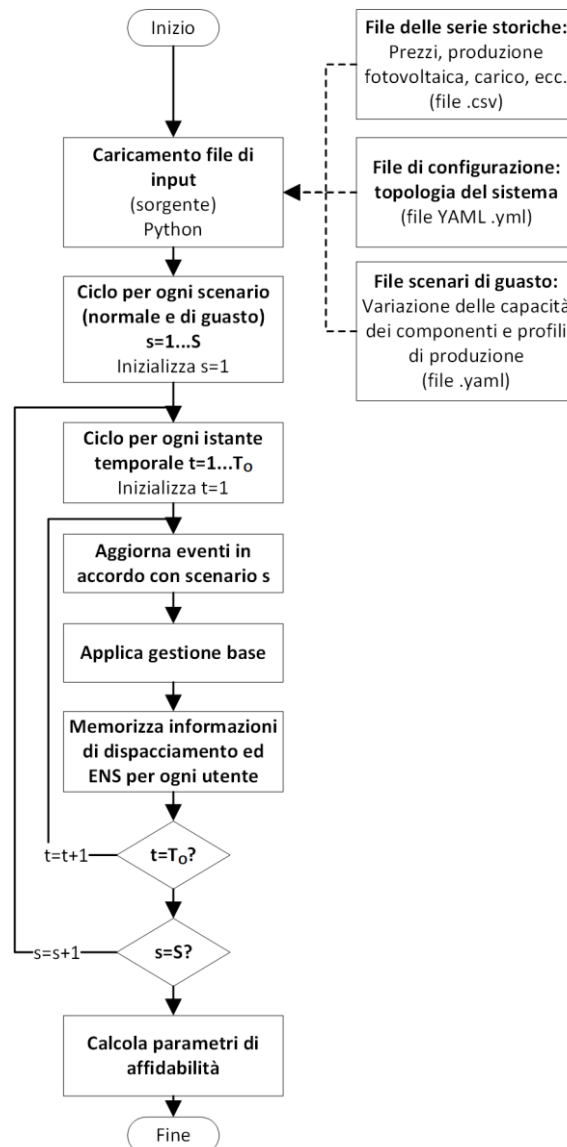 Inizio
File delle serie storiche:
Prezzi, produzione
fotovoltaica, carico, ecc.
(file .csv)
Caricamento file di
input
(sorgente)
Python
File di configurazione:
topologia del sistema
(file YAML .yml)
File scenari di guasto:
Variazione delle capacità
dei componenti e profili
di produzione
(file .yaml)
Ciclo per ogni scenario
(normale e di guasto)
s=1...S
Inizializa s=1
Ciclo per ogni istante
temporale t=1...Tₒ
Inizializa t=1
Aggiorna eventi in
accordo con scenario s
Applica gestione base
Memorizza informazioni
di dispacciamento ed
ENS per ogni utente
t=t+1
t=Tₒ?
s=s+1
s=S?
Calcola parametri di
affidabilità
Fine